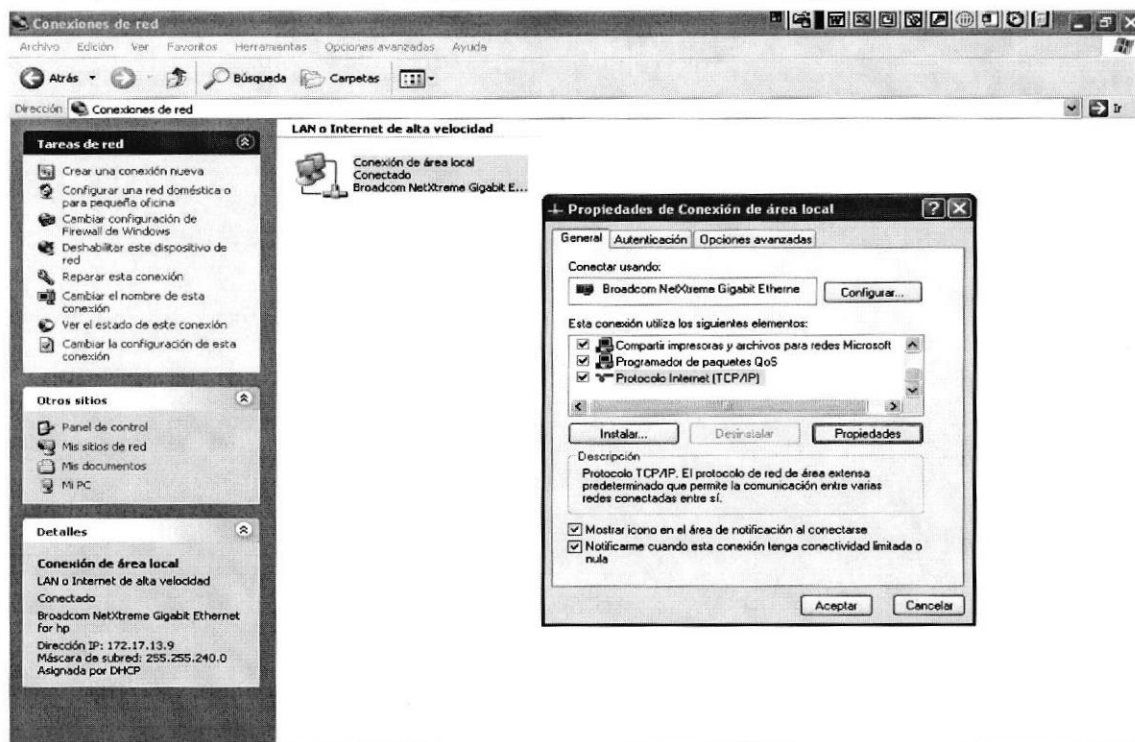 Conexiones de red
Archivo Edición Ver Favoritos Herramientas Opciones avanzadas Ayuda
Atrás Búsqueda Carpetas
Dirección Conexiones de red Ir
Tareas de red
Crear una conexión nueva
Configurar una red doméstica o
para pequeña oficina
Cambiar configuración de
Firewall de Windows
Deshabilitar este dispositivo de
red
Reparar esta conexión
Cambiar el nombre de esta
conexión
Ver el estado de este conexión
Cambiar la configuración de esta
conexión
Otros sitios
Panel de control
Mis sitios de red
Mis documentos
Mi PC
Detalles
Conexión de área local
LAN o Internet de alta velocidad
Conectado
Broadcom NetXtreme Gigabit Ethernet
for hp
Dirección IP: 172.17.13.9
Máscara de subred: 255.255.240.0
Asignada por DHCP
LAN o Internet de alta velocidad
Conexión de área local
Conectado
Broadcom NetXtreme Gigabit E...
Propiedades de Conexión de área local
General Autenticación Opciones avanzadas
Conectar usando:
Broadcom NetXtreme Gigabit Etherne Configurar...
Esta conexión utiliza los siguientes elementos:
Compartir impresoras y archivos para redes Microsoft
Programador de paquetes QoS
Protocolo Internet (TCP/IP)
Instalar... Desinstalar Propiedades
Descripción
Protocolo TCP/IP. El protocolo de red de área extensa
predeterminado que permite la comunicación entre varias
redes conectadas entre sí.
Mostrar icono en el área de notificación al conectarse
Notificarme cuando esta conexión tenga conectividad limitada o
nula
Aceptar Cancelar